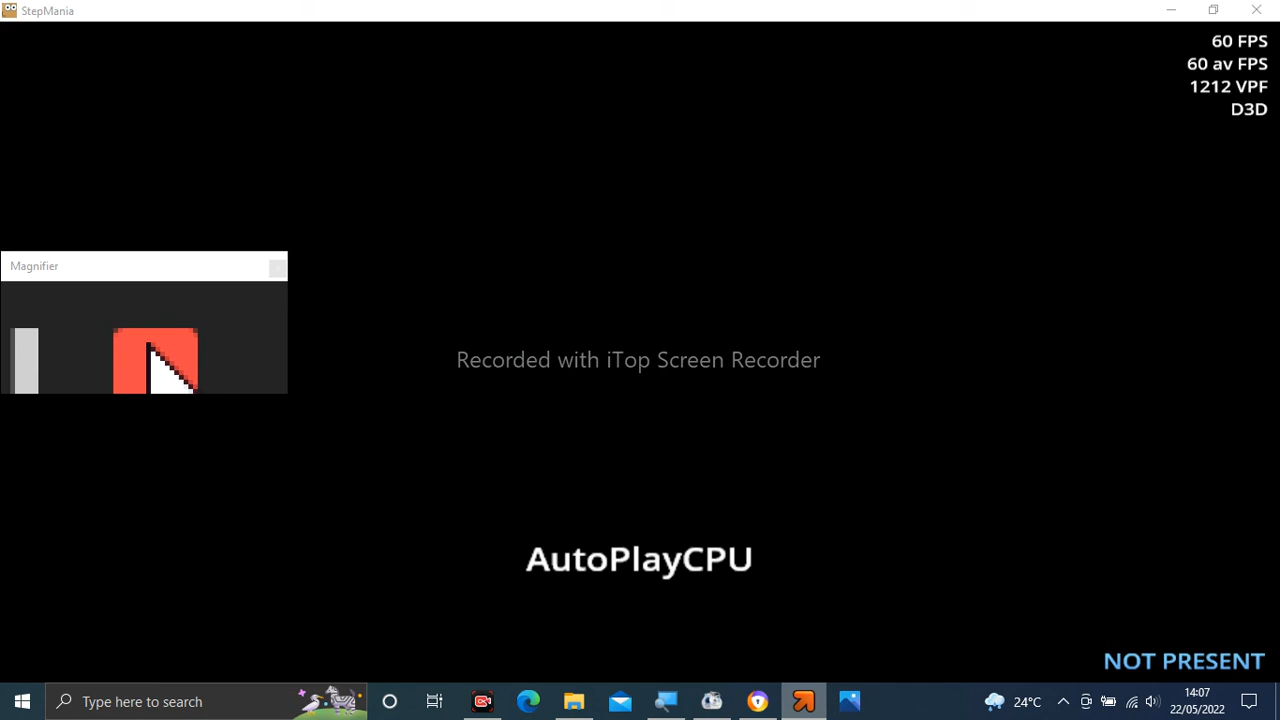 StepMania
60 FPS
60 av FPS
1212 VPF
D3D
Magnifier
Recorded with iTop Screen Recorder
AutoPlayCPU
NOT PRESENT
Type here to search
24°C
14:07
22/05/2022